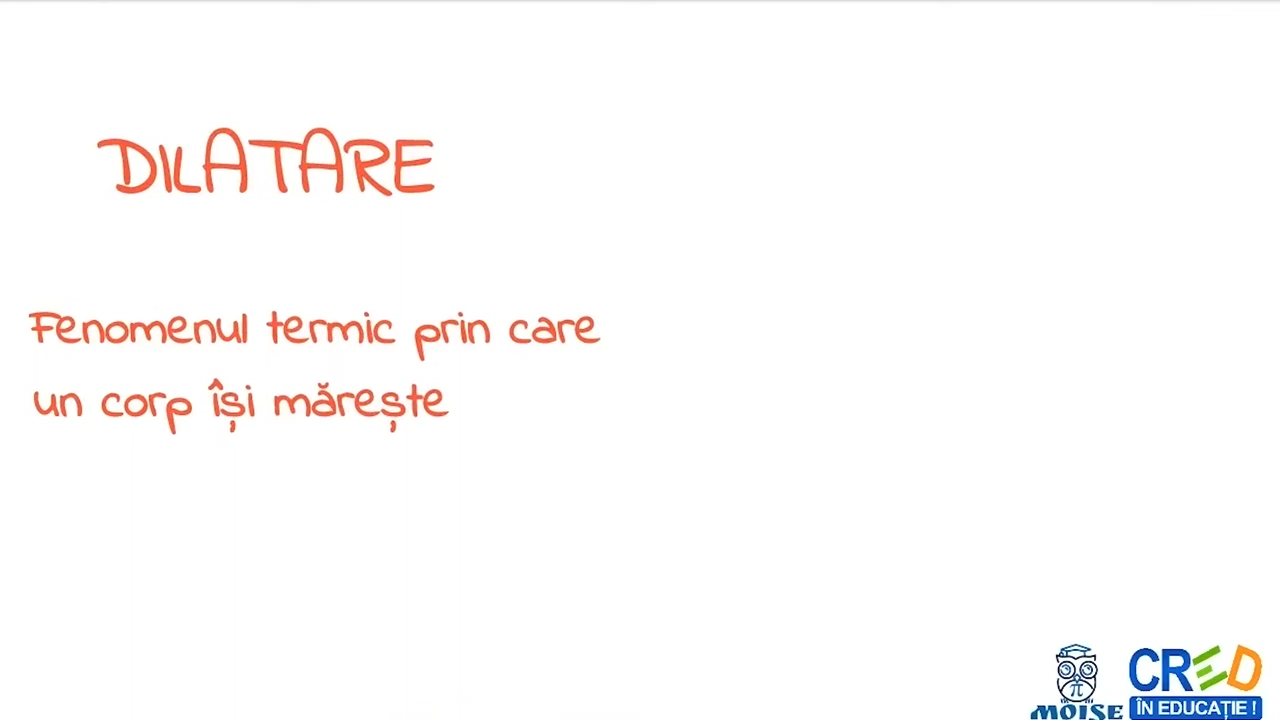 DILATARE
Fenomenul termic prin care
un corp își mărește
MOISE
CRED
ÎN EDUCAȚIE !